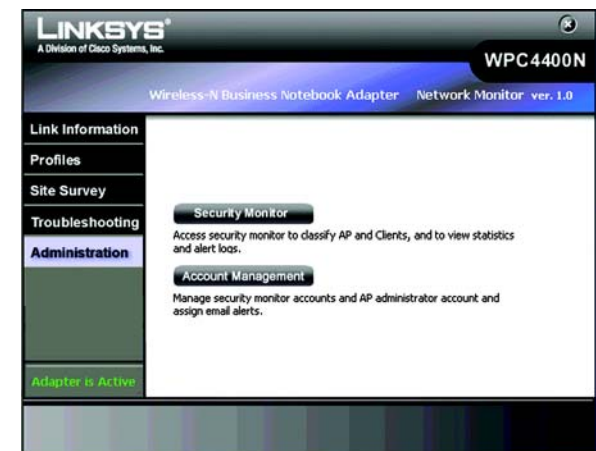 LINKSYS®
A Division of Cisco Systems, Inc.
WPC4400N
Wireless-N Business Notebook Adapter Network Monitor ver. 1.0
Link Information
Profiles
Site Survey
Troubleshooting
Administration
Security Monitor
Access security monitor to classify AP and Clients, and to view statistics
and alert logs.
Account Management
Manage security monitor accounts and AP administrator account and
assign email alerts.
Adapter is Active